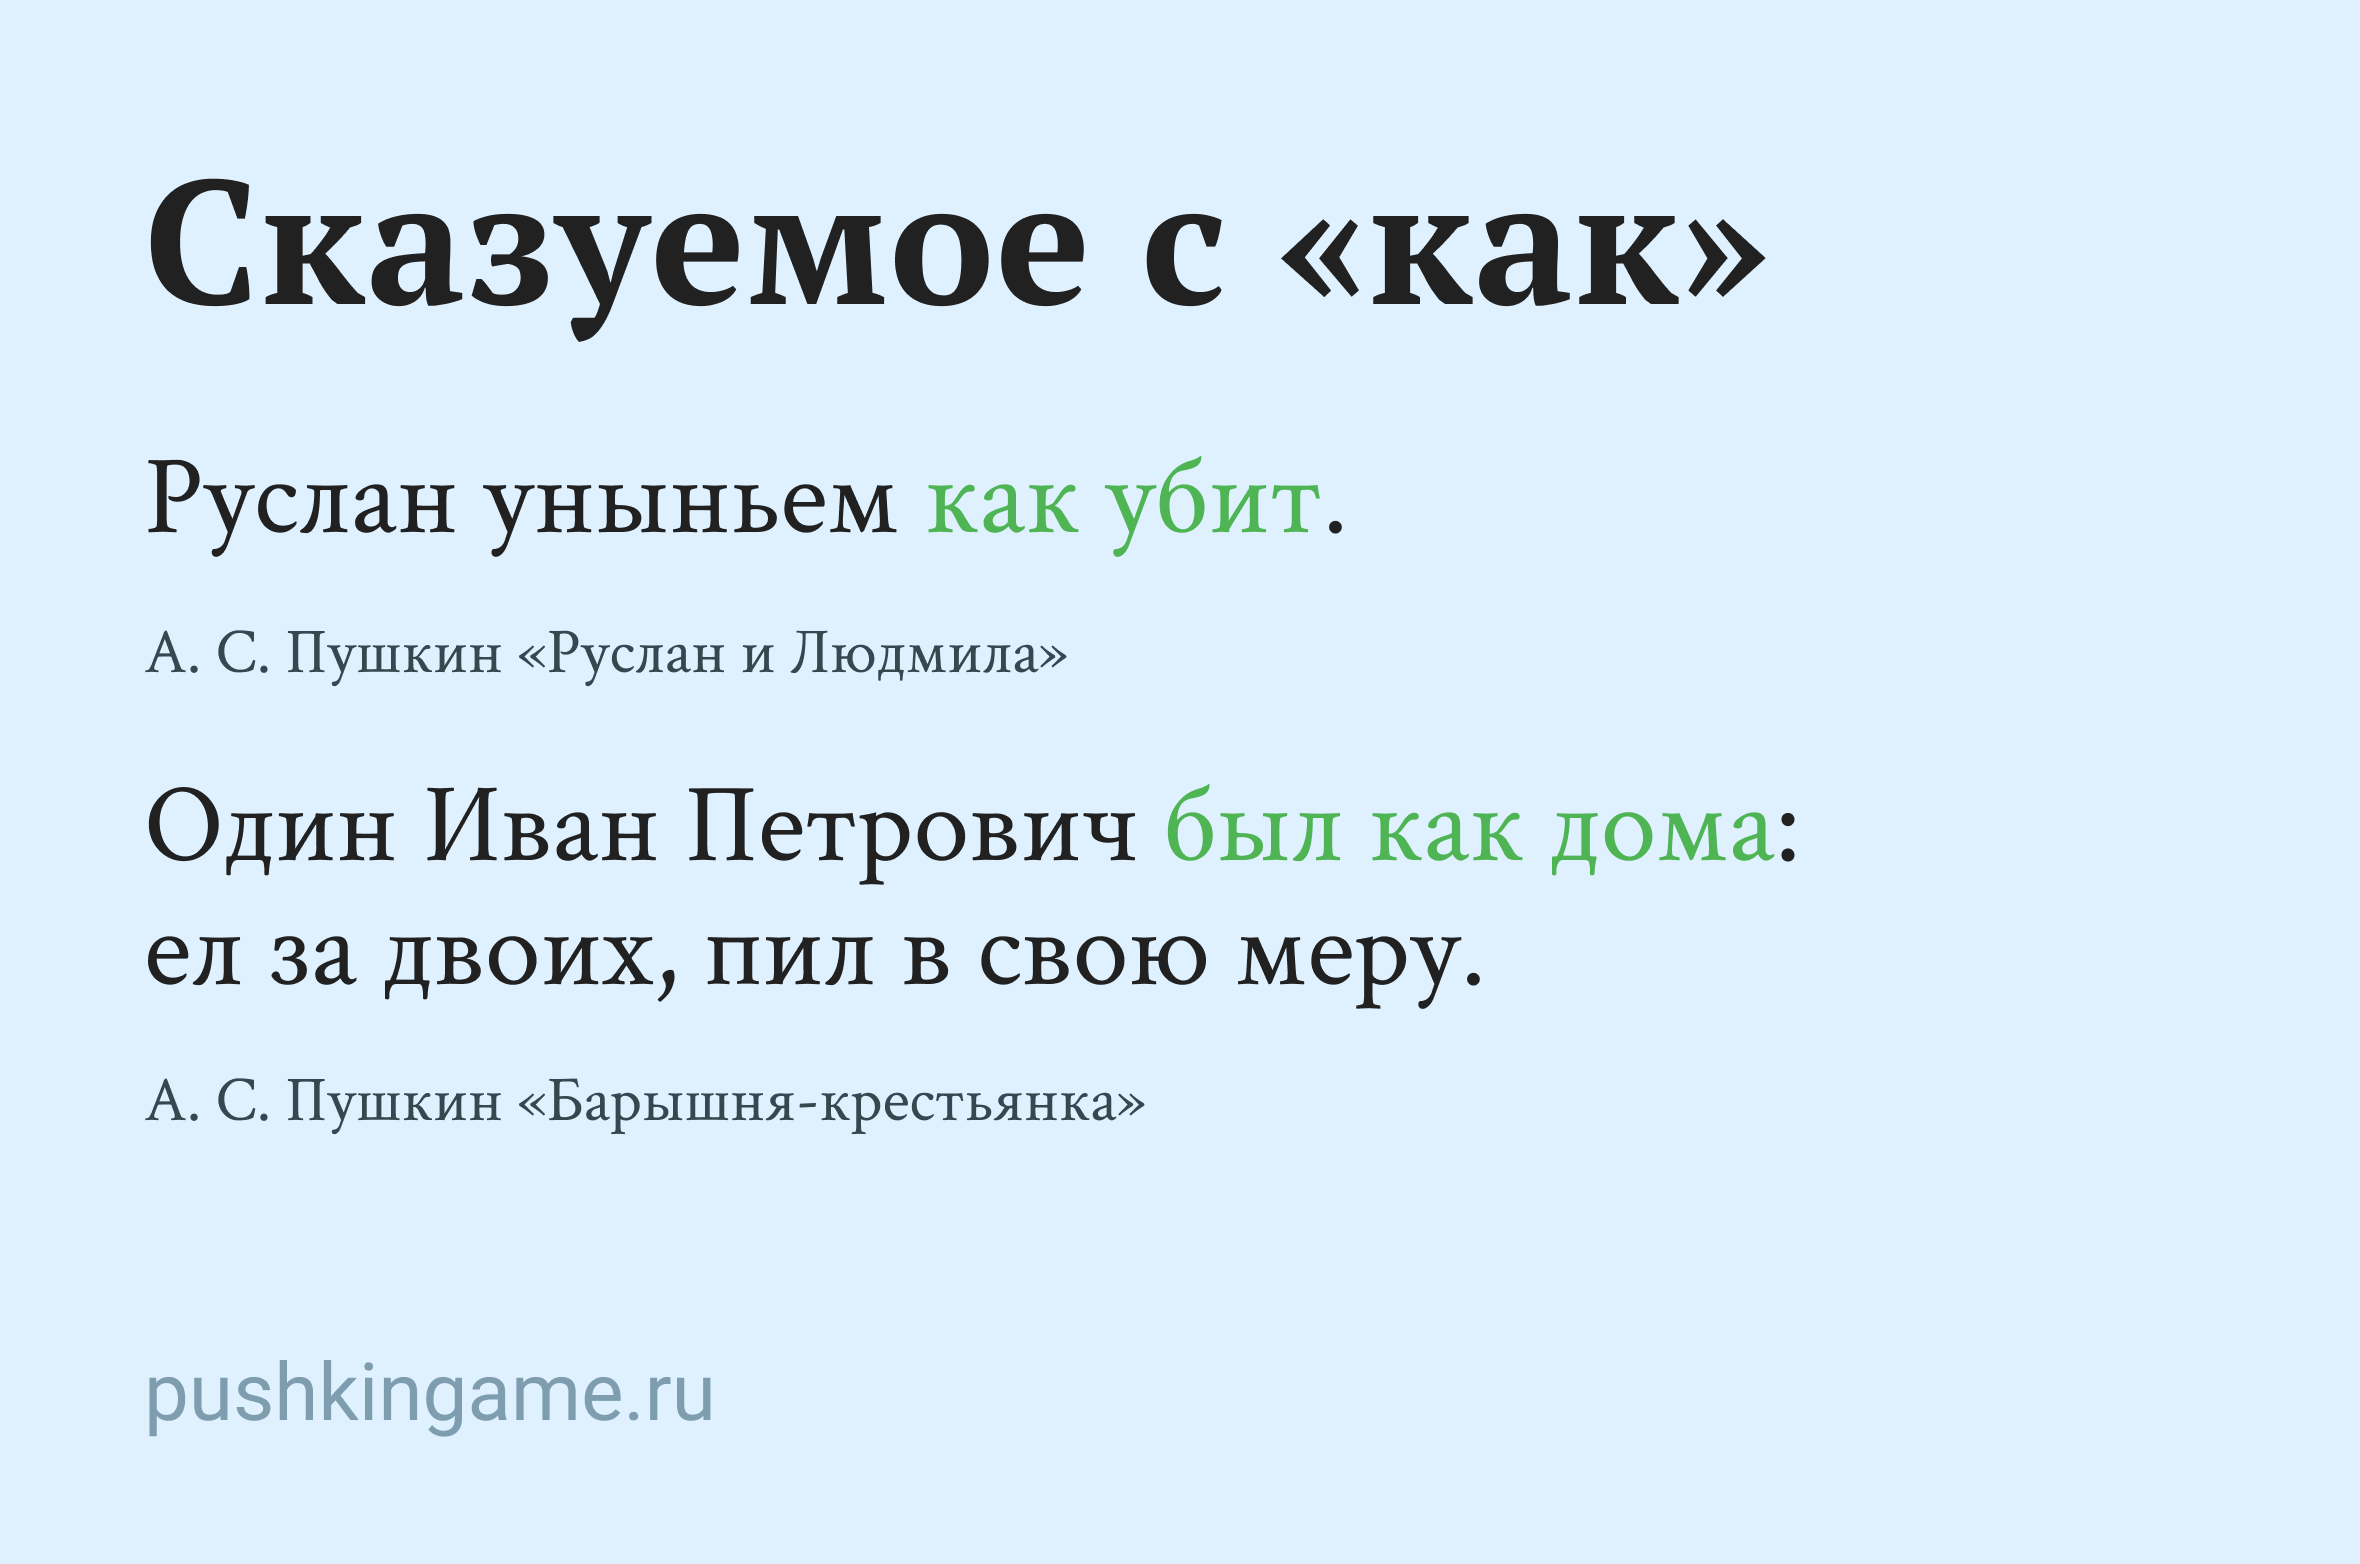 Сказуемое с «как»
Руслан уныньем как убит.
А. С. Пушкин «Руслан и Людмила»
Один Иван Петрович был как дома:
ел за двоих, пил в свою меру.
А. С. Пушкин «Барышня-крестьянка»
pushkingame.ru